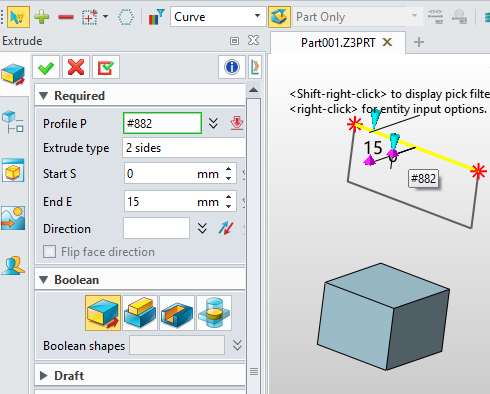 Curve
Part Only
Extrude
Part001.Z3PRT
Required
Profile P
#882
Extrude type
2 sides
Start S
0
mm
End E
15
mm
Direction
Flip face direction
Boolean
Boolean shapes
Draft
<Shift-right-click> to display pick filte
<right-click> for entity input options.
15
#882